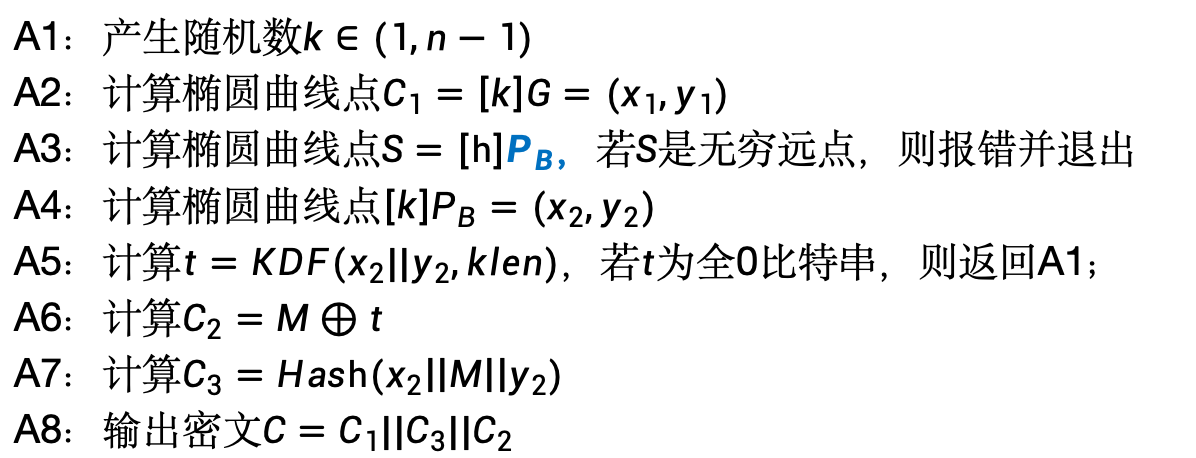 A1：产生随机数k ∈ (1, n − 1)
A2：计算椭圆曲线点C₁ = [k]G = (x₁, y₁)
A3：计算椭圆曲线点S = [h]P_B，若S是无穷远点，则报错并退出
A4：计算椭圆曲线点[k]P_B = (x₂, y₂)
A5：计算t = KDF(x₂||y₂, klen)，若t为全0比特串，则返回A1；
A6：计算C₂ = M ⊕ t
A7：计算C₃ = Hash(x₂||M||y₂)
A8：输出密文C = C₁||C₃||C₂